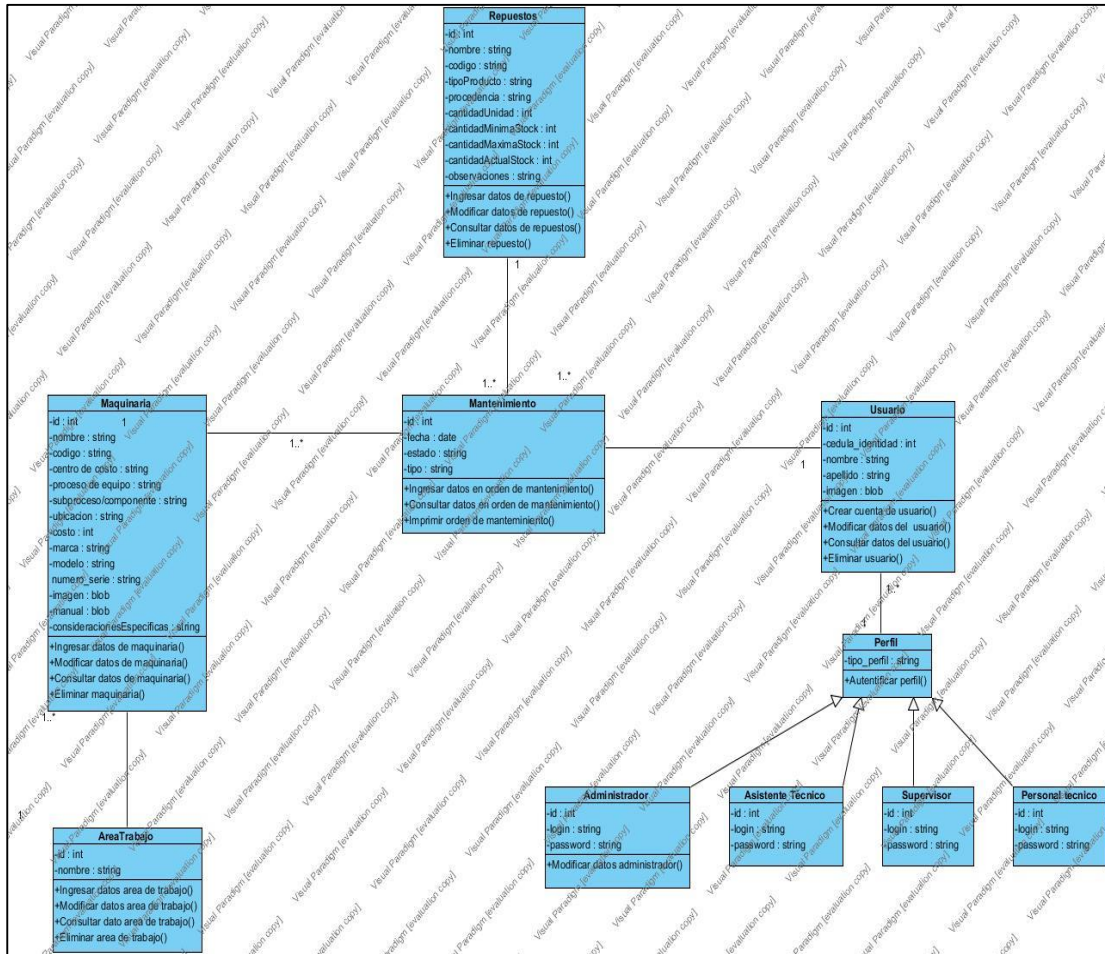 Repuestos
-id : int
-nombre : string
-codigo : string
-tipoProducto : string
-procedencia : string
-cantidadUnidad : int
-cantidadMinimaStock : int
-cantidadMaximaStock : int
-cantidadActualStock : int
-observaciones : string
+Ingresar datos de repuesto()
+Modificar datos de repuesto()
+Consultar datos de repuestos()
+Eliminar repuesto()
1
1..*
1..*
Maquinaria
-id : int
1
-nombre : string
-codigo : string
-centro de costo : string
-proceso de equipo : string
-subproceso/componente : string
-ubicacion : string
-costo : int
-marca : string
-modelo : string
numero_serie : string
-imagen : blob
-manual : blob
-consideracionesEspecificas : string
+Ingresar datos de maquinaria()
+Modificar datos de maquinaria()
+Consultar datos de maquinaria()
+Eliminar maquinaria()
1..*
1..*
Mantenimiento
-id : int
-fecha : date
-estado : string
-tipo : string
+Ingresar datos en orden de mantenimiento()
+Consultar datos en orden de mantenimiento()
+Imprimir orden de manteminiento()
1
Usuario
-id : int
-cedula_identidad : int
-nombre : string
-apellido : string
-imagen : blob
+Crear cuenta de usuario()
+Modificar datos del usuario()
+Consultar datos del usuario()
+Eliminar usuario()
1..*
1
Perfil
-tipo_perfil : string
+Autentificar perfil()
1
AreaTrabajo
-id : int
-nombre : string
+Ingresar datos area de trabajo()
+Modificar datos area de trabajo()
+Consultar dato area de trabajo()
+Eliminar area de trabajo()
Administrador
-id : int
-login : string
-password : string
+Modificar datos administrador()
Asistente Tecnico
-id : int
-login : string
-password : string
Supervisor
-id : int
-login : string
-password : string
Personal tecnico
-id : int
-login : string
-password : string
Visual Paradigm [evaluation copy]